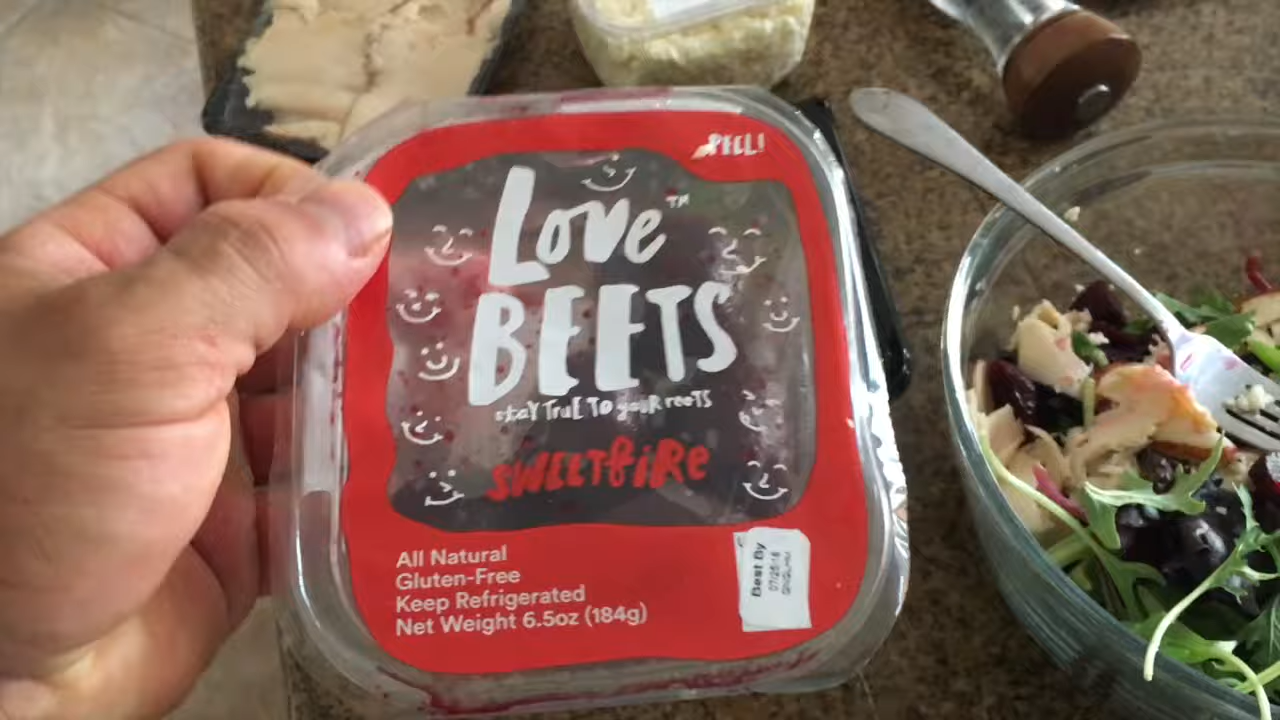 PEEL!
Love™
BEETS
stay TruE To youR rooTS
SWEETfiRe
All Natural
Gluten-Free
Keep Refrigerated
Net Weight 6.5oz (184g)
Best By